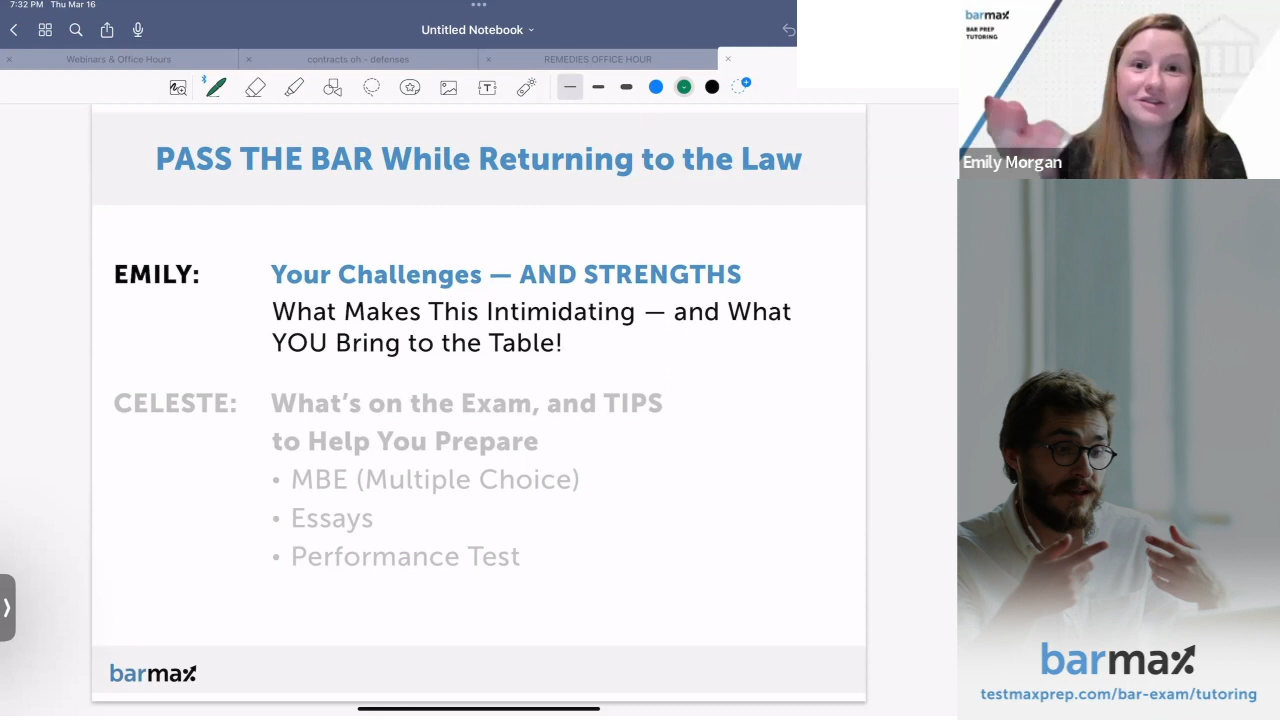 7:32 PM Thu Mar 16
Untitled Notebook
Webinars & Office Hours
contracts oh - defenses
REMEDIES OFFICE HOUR
T
PASS THE BAR While Returning to the Law
EMILY: Your Challenges — AND STRENGTHS
What Makes This Intimidating — and What
YOU Bring to the Table!
CELESTE: What's on the Exam, and TIPS
to Help You Prepare
• MBE (Multiple Choice)
• Essays
• Performance Test
barmax
barmax
BAR PREP
TUTORING
Emily Morgan
barmax
testmaxprep.com/bar-exam/tutoring